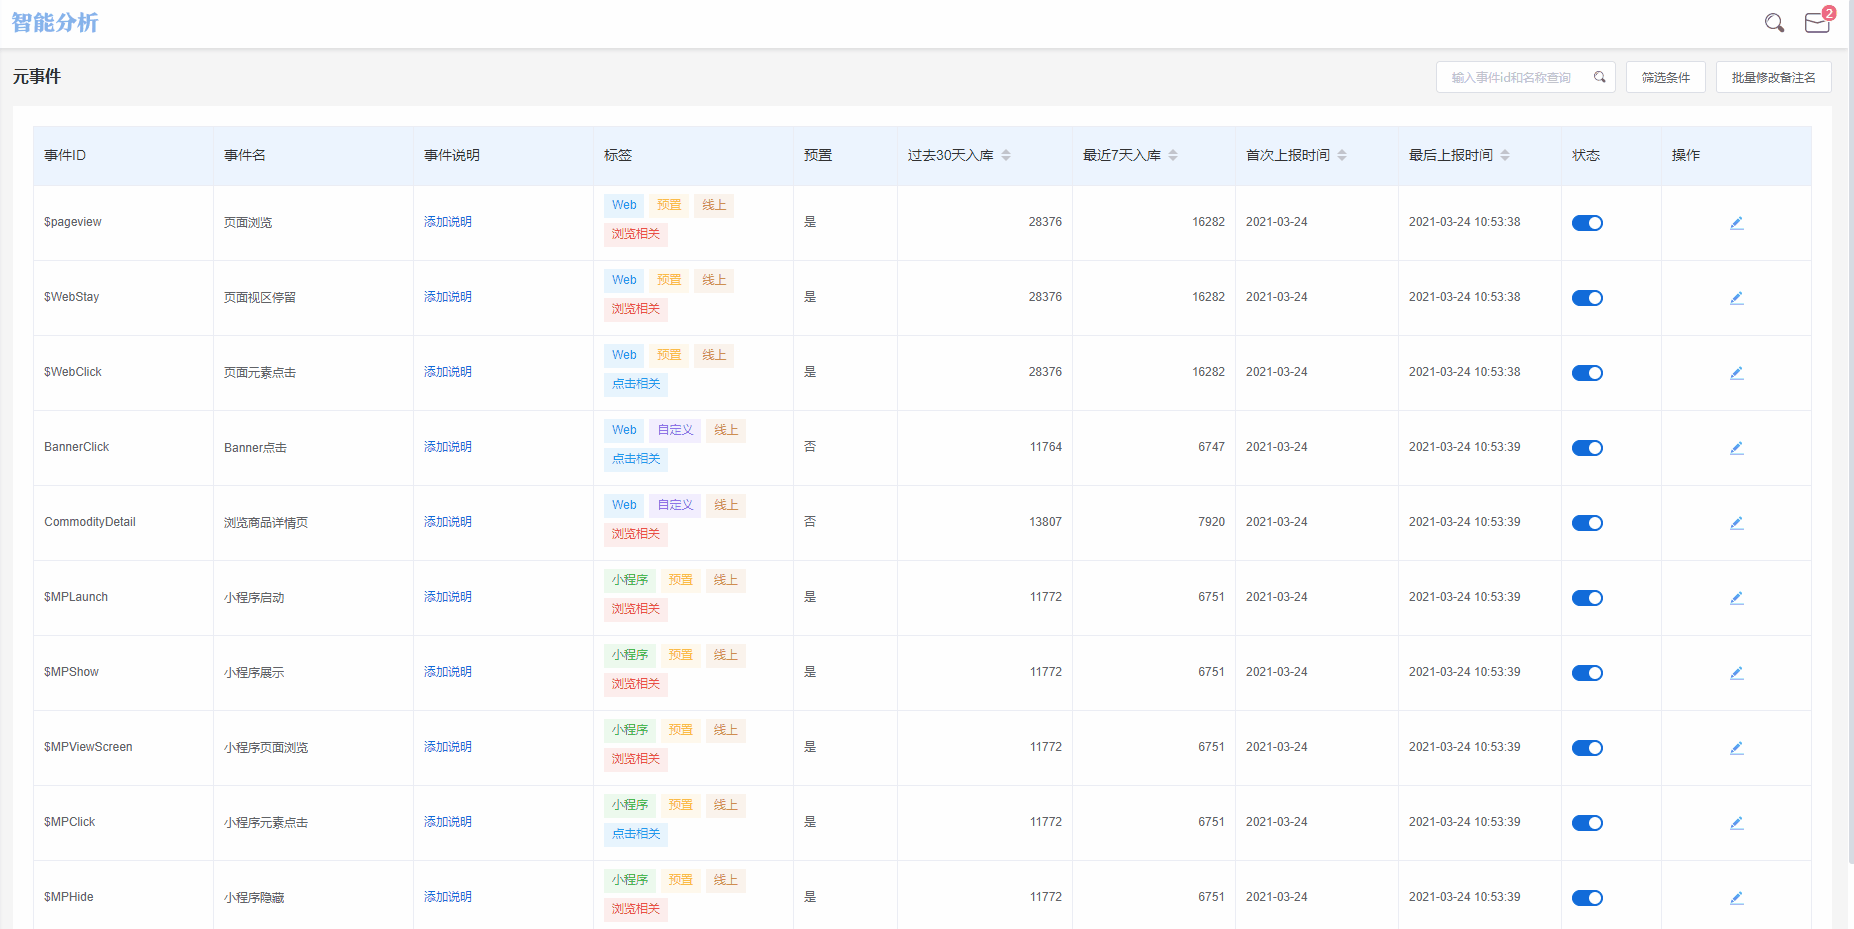 智能分析
2
元事件
输入事件id和名称查询
筛选条件
批量修改备注名
事件ID 事件名 事件说明 标签 预置 过去30天入库 最近7天入库 首次上报时间 最后上报时间 状态 操作
$pageview 页面浏览 添加说明 Web 预置 线上 浏览相关 是 28376 16282 2021-03-24 2021-03-24 10:53:38
$WebStay 页面视区停留 添加说明 Web 预置 线上 浏览相关 是 28376 16282 2021-03-24 2021-03-24 10:53:38
$WebClick 页面元素点击 添加说明 Web 预置 线上 点击相关 是 28376 16282 2021-03-24 2021-03-24 10:53:38
BannerClick Banner点击 添加说明 Web 自定义 线上 点击相关 否 11764 6747 2021-03-24 2021-03-24 10:53:39
CommodityDetail 浏览商品详情页 添加说明 Web 自定义 线上 浏览相关 否 13807 7920 2021-03-24 2021-03-24 10:53:39
$MPLaunch 小程序启动 添加说明 小程序 预置 线上 浏览相关 是 11772 6751 2021-03-24 2021-03-24 10:53:39
$MPShow 小程序展示 添加说明 小程序 预置 线上 浏览相关 是 11772 6751 2021-03-24 2021-03-24 10:53:39
$MPViewScreen 小程序页面浏览 添加说明 小程序 预置 线上 浏览相关 是 11772 6751 2021-03-24 2021-03-24 10:53:39
$MPClick 小程序元素点击 添加说明 小程序 预置 线上 点击相关 是 11772 6751 2021-03-24 2021-03-24 10:53:39
$MPHide 小程序隐藏 添加说明 小程序 预置 线上 浏览相关 是 11772 6751 2021-03-24 2021-03-24 10:53:39